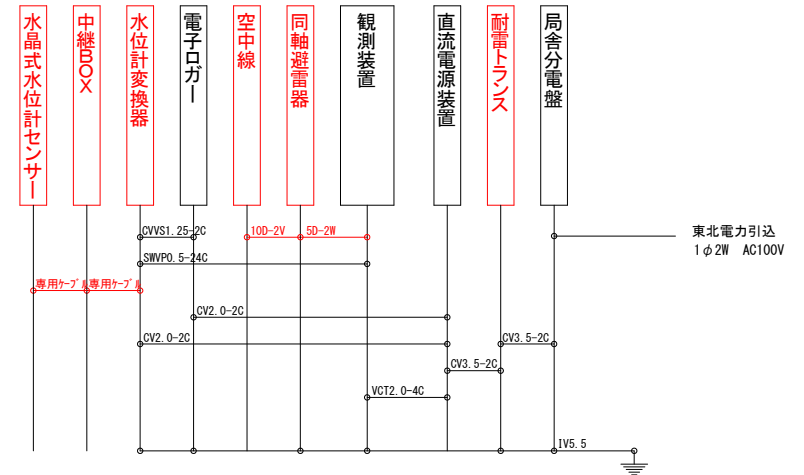 水晶式水位計センサー
中継BOX
水位計変換器
電子ロガー
空中線
同軸避雷器
観測装置
直流電源装置
耐雷トランス
局舎分電盤
CVVS1.25-2C
10D-2V
5D-2W
東北電力引込
1φ2W AC100V
SWVP0.5-24C
専用ケーブル
専用ケーブル
CV2.0-2C
CV2.0-2C
CV3.5-2C
CV3.5-2C
VCT2.0-4C
IV5.5